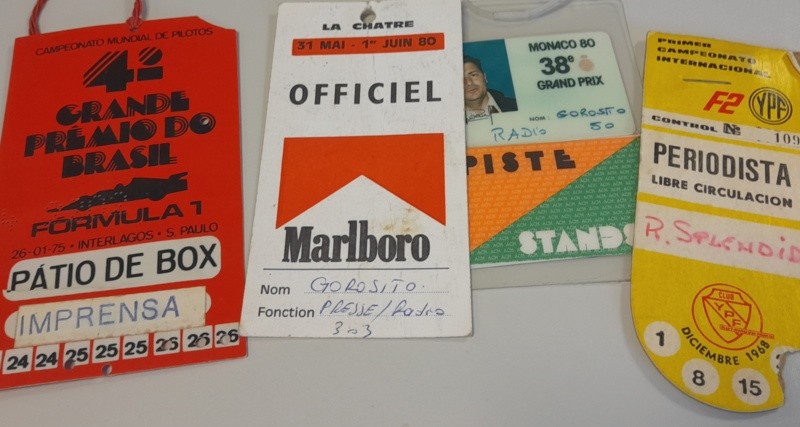 CAMPEONATO MUNDIAL DE PILOTOS
4º
GRANDE
PRÊMIO DO
BRASIL
FÓRMULA 1
26-01-75 • INTERLAGOS • S. PAULO
PÁTIO DE BOX
IMPRENSA
24 24 25 25 25 26 26 26
LA CHATRE
31 MAI - 1er JUIN 80
OFFICIEL
Marlboro
Nom GOROSITO
Fonction PRESSE/Radio
303
MONACO 80
38e
GRAND PRIX
NOM: GOROSITO
RADIO 50
PISTE
STANDS
PRIMER CAMPEONATO
INTERNACIONAL
F2 YPF
CONTROL Nº 109
PERIODISTA
LIBRE CIRCULACION
R. SPLENDID
CLUB
YPF
DICIEMBRE 1968
1 8 15